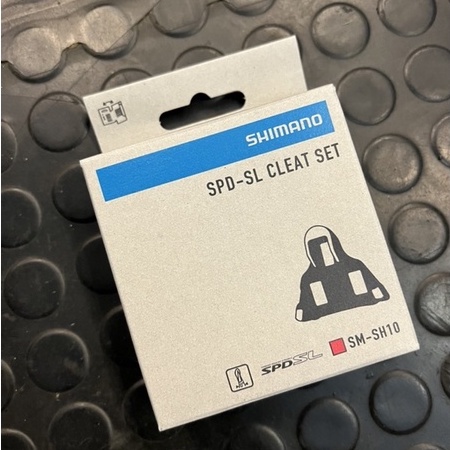 SHIMANO
SPD-SL CLEAT SET
SPD SL
SM-SH10